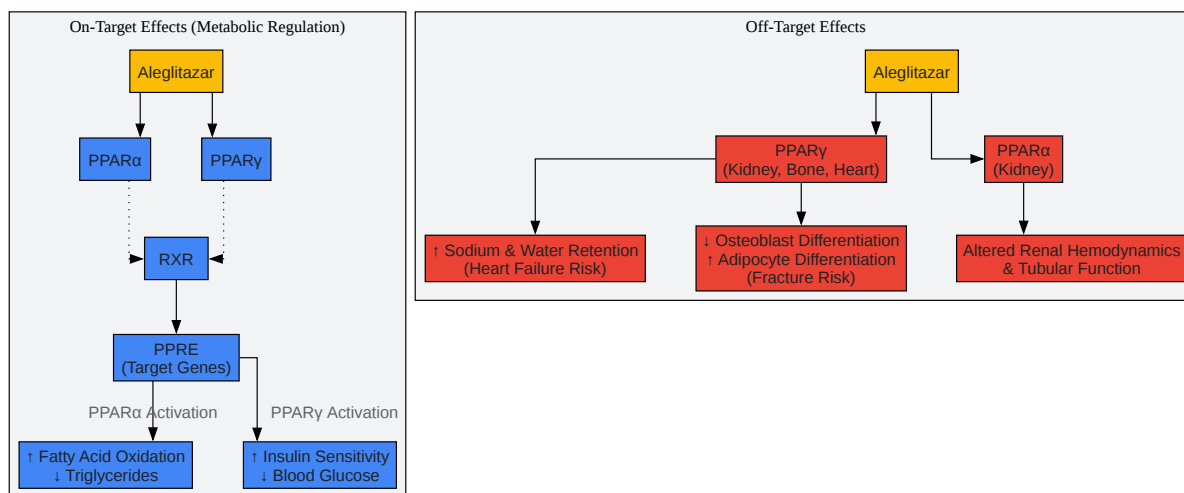 On-Target Effects (Metabolic Regulation)
Aleglitazar
PPARα
PPARγ
RXR
PPRE
(Target Genes)
PPARα Activation
PPARγ Activation
↑ Fatty Acid Oxidation
↓ Triglycerides
↑ Insulin Sensitivity
↓ Blood Glucose
Off-Target Effects
Aleglitazar
PPARγ
(Kidney, Bone, Heart)
PPARα
(Kidney)
↑ Sodium & Water Retention
(Heart Failure Risk)
↓ Osteoblast Differentiation
↑ Adipocyte Differentiation
(Fracture Risk)
Altered Renal Hemodynamics
& Tubular Function